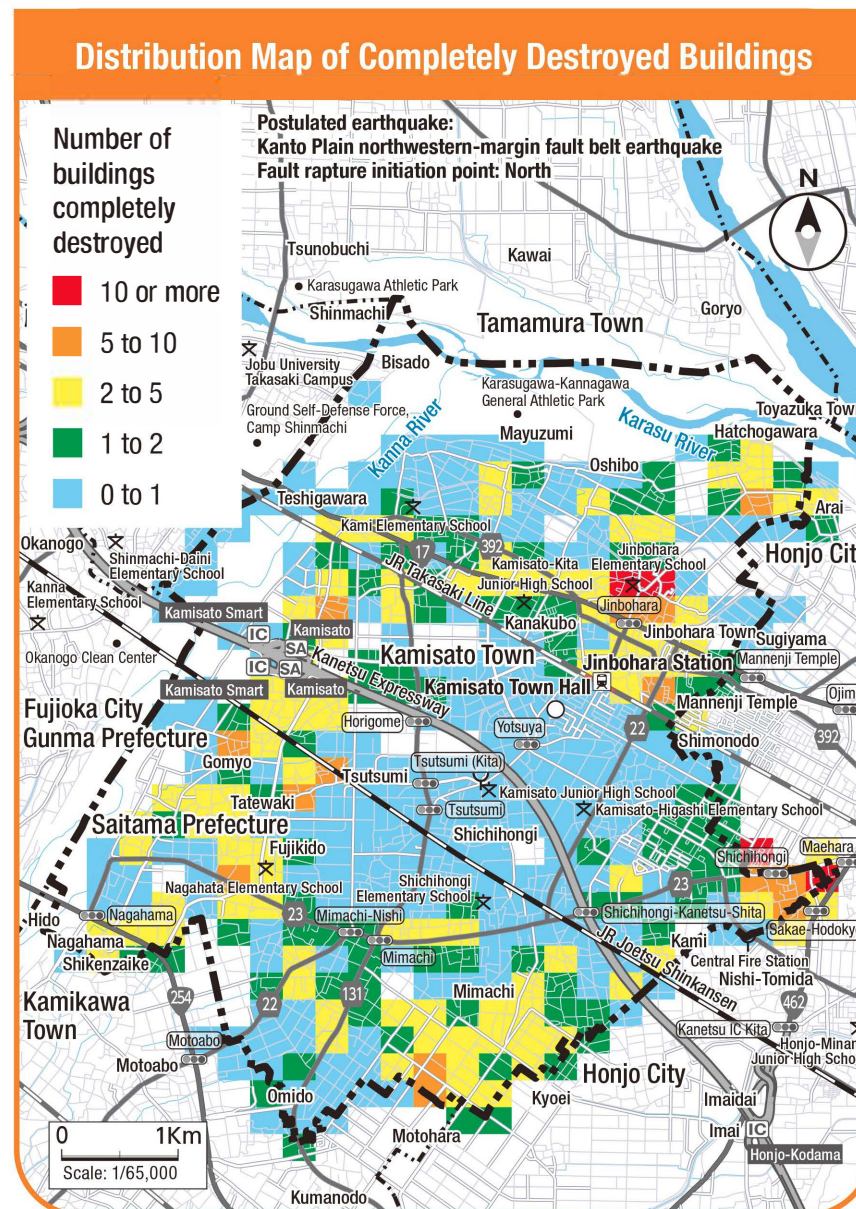 Distribution Map of Completely Destroyed Buildings
Number of
buildings
completely
destroyed
10 or more
5 to 10
2 to 5
1 to 2
0 to 1
Postulated earthquake:
Kanto Plain northwestern-margin fault belt earthquake
Fault rapture initiation point: North
N
Tsunobuchi
Kawai
Karasugawa Athletic Park
Shinmachi
Goryo
Tamamura Town
Jobu University
Takasaki Campus
Bisado
Karasugawa-Kannagawa
General Athletic Park
Toyazuka Tow
Ground Self-Defense Force,
Camp Shinmachi
Kanna River
Mayuzumi
Karasu River
Hatchogawara
Oshibo
Teshigawara
Arai
Kami Elementary School
Okanogo
Shinmachi-Daini
Elementary School
17
392
Kamisato-Kita
Junior High School
Jinbohara
Elementary School
Honjo Cit
JR Takasaki Line
Kanna
Elementary School
Kamisato Smart
Jinbohara
Kanakubo
IC
Kamisato
SA
Jinbohara Town
Sugiyama
Okanogo Clean Center
Kanetsu Expressway
Kamisato Town
Jinbohara Station
Mannenji Temple
IC
SA
Kamisato Smart
Kamisato
Kamisato Town Hall
Ojim
Fujioka City
Gunma Prefecture
Horigome
Yotsuya
22
Mannenji Temple
392
Shimonodo
Gomyo
Tsutsumi
Tsutsumi (Kita)
Kamisato Junior High School
Tatewaki
Tsutsumi
Kamisato-Higashi Elementary School
Saitama Prefecture
Shichihongi
Fujikido
Maehara
Shichihongi
Nagahata Elementary School
Shichihongi
Elementary School
23
Hido
Nagahama
23
Mimachi-Nishi
Shichihongi-Kanetsu-Shita
Sakae-Hodokyo
Nagahama
Shikenzaike
Mimachi
Kami
Central Fire Station
Nishi-Tomida
JR Joetsu Shinkansen
Kamikawa
Town
254
22
131
Mimachi
462
Motoabo
Kanetsu IC Kita
Motoabo
Honjo-Minam
Junior High Schoo
Honjo City
Omido
Kyoei
Imaidai
Motohara
Imai
IC
0 1Km
Scale: 1/65,000
Honjo-Kodama
Kumanodo